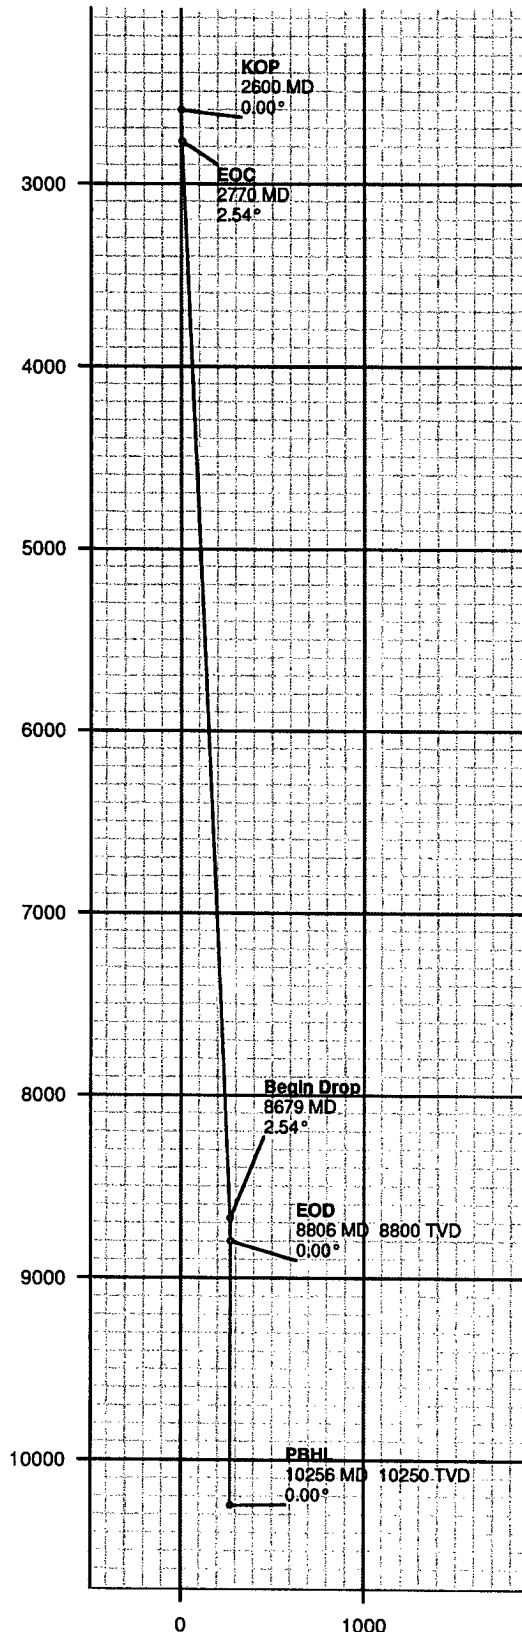 KOP
2600 MD
0.00°
EOC
2770 MD
2.54°
3000
4000
5000
6000
7000
8000
Begin Drop
8679 MD
2.54°
EOD
8806 MD 8800 TVD
0.00°
9000
10000
PBHL
10256 MD 10250 TVD
0.00°
0 1000